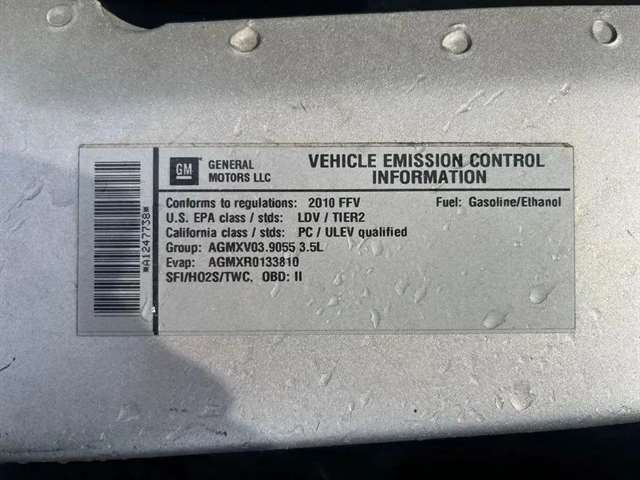 GM GENERAL MOTORS LLC
VEHICLE EMISSION CONTROL INFORMATION
Conforms to regulations: 2010 FFV Fuel: Gasoline/Ethanol
U.S. EPA class / stds: LDV / TIER2
California class / stds: PC / ULEV qualified
Group: AGMXV03.9055 3.5L
Evap: AGMXR0133810
SFI/HO2S/TWC, OBD: II
*A1247738*